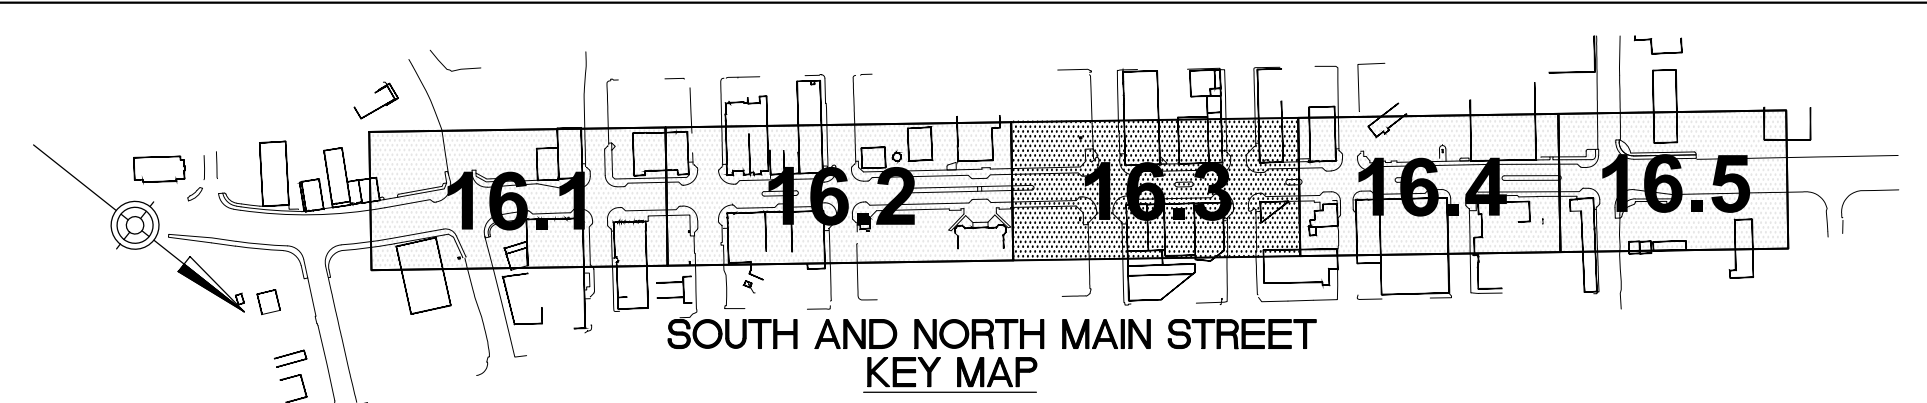 16.1 16.2 16.3 16.4 16.5
SOUTH AND NORTH MAIN STREET
KEY MAP